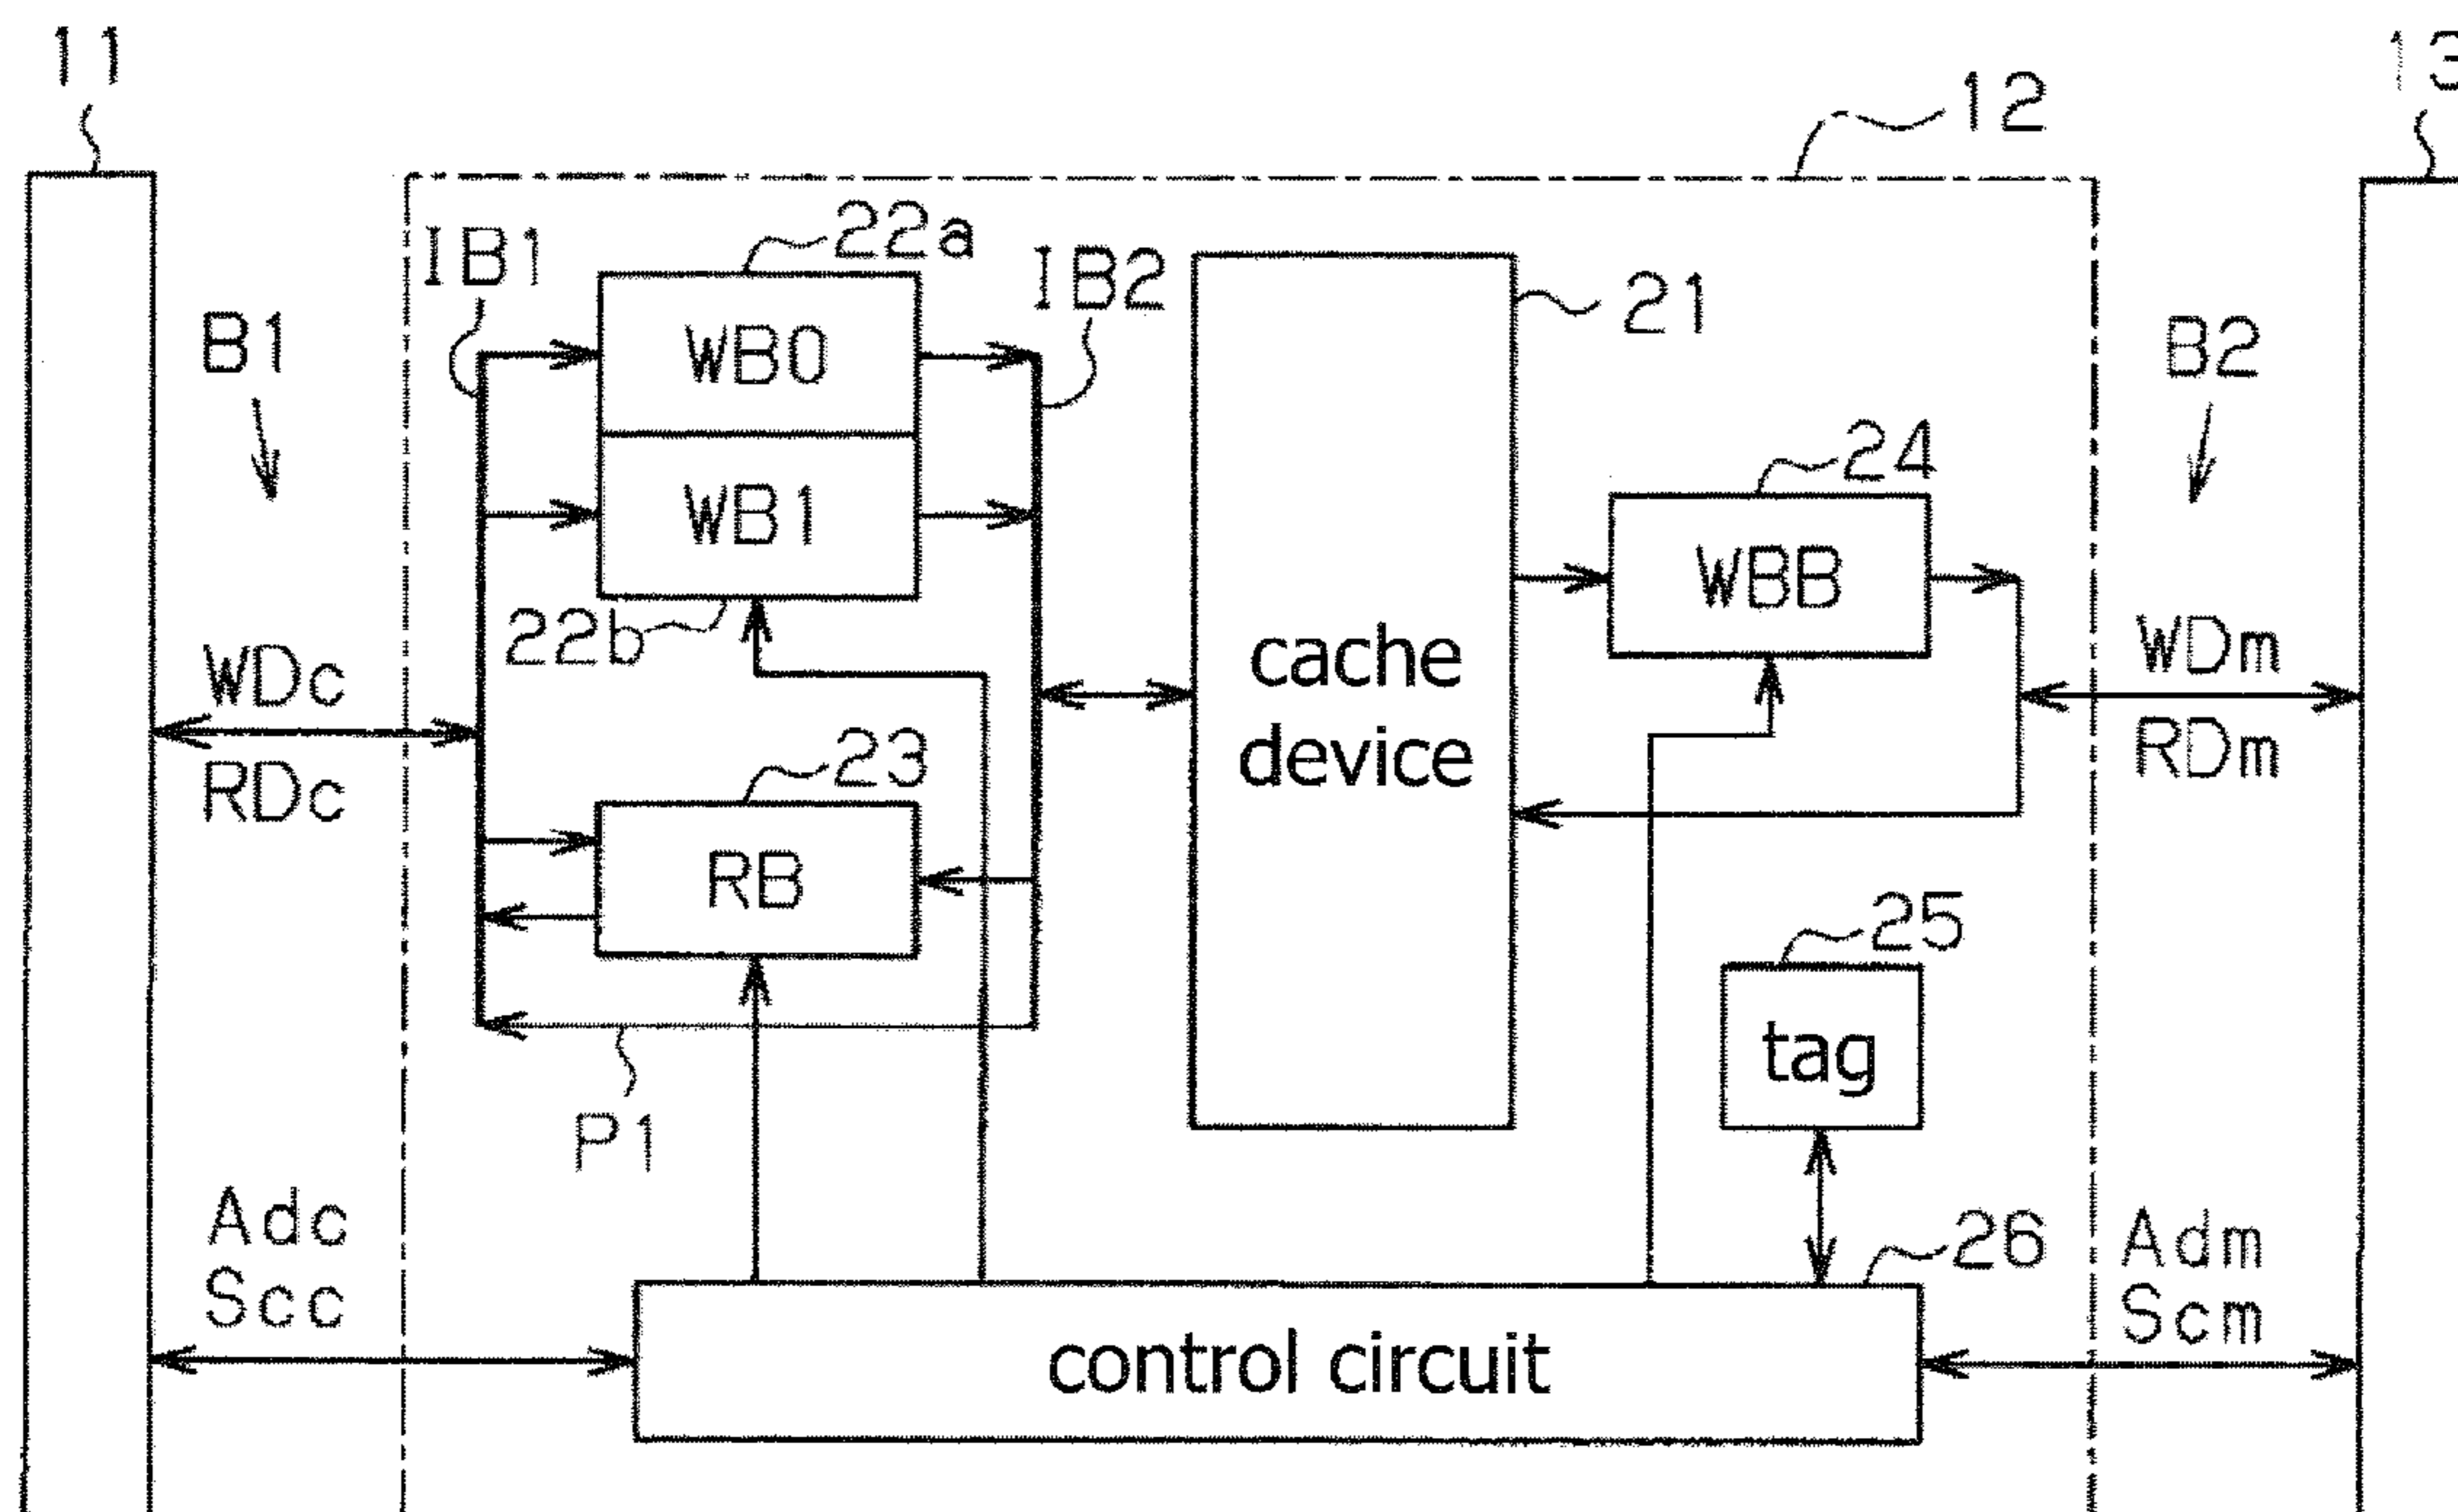 11
13
12
22a
IB1
IB2
21
B1
WB0
B2
24
WB1
WBB
22b
cache
device
WDc
WDm
RDc
RDm
23
RB
25
tag
P1
Adc
Scc
26
Adm
Scm
control circuit